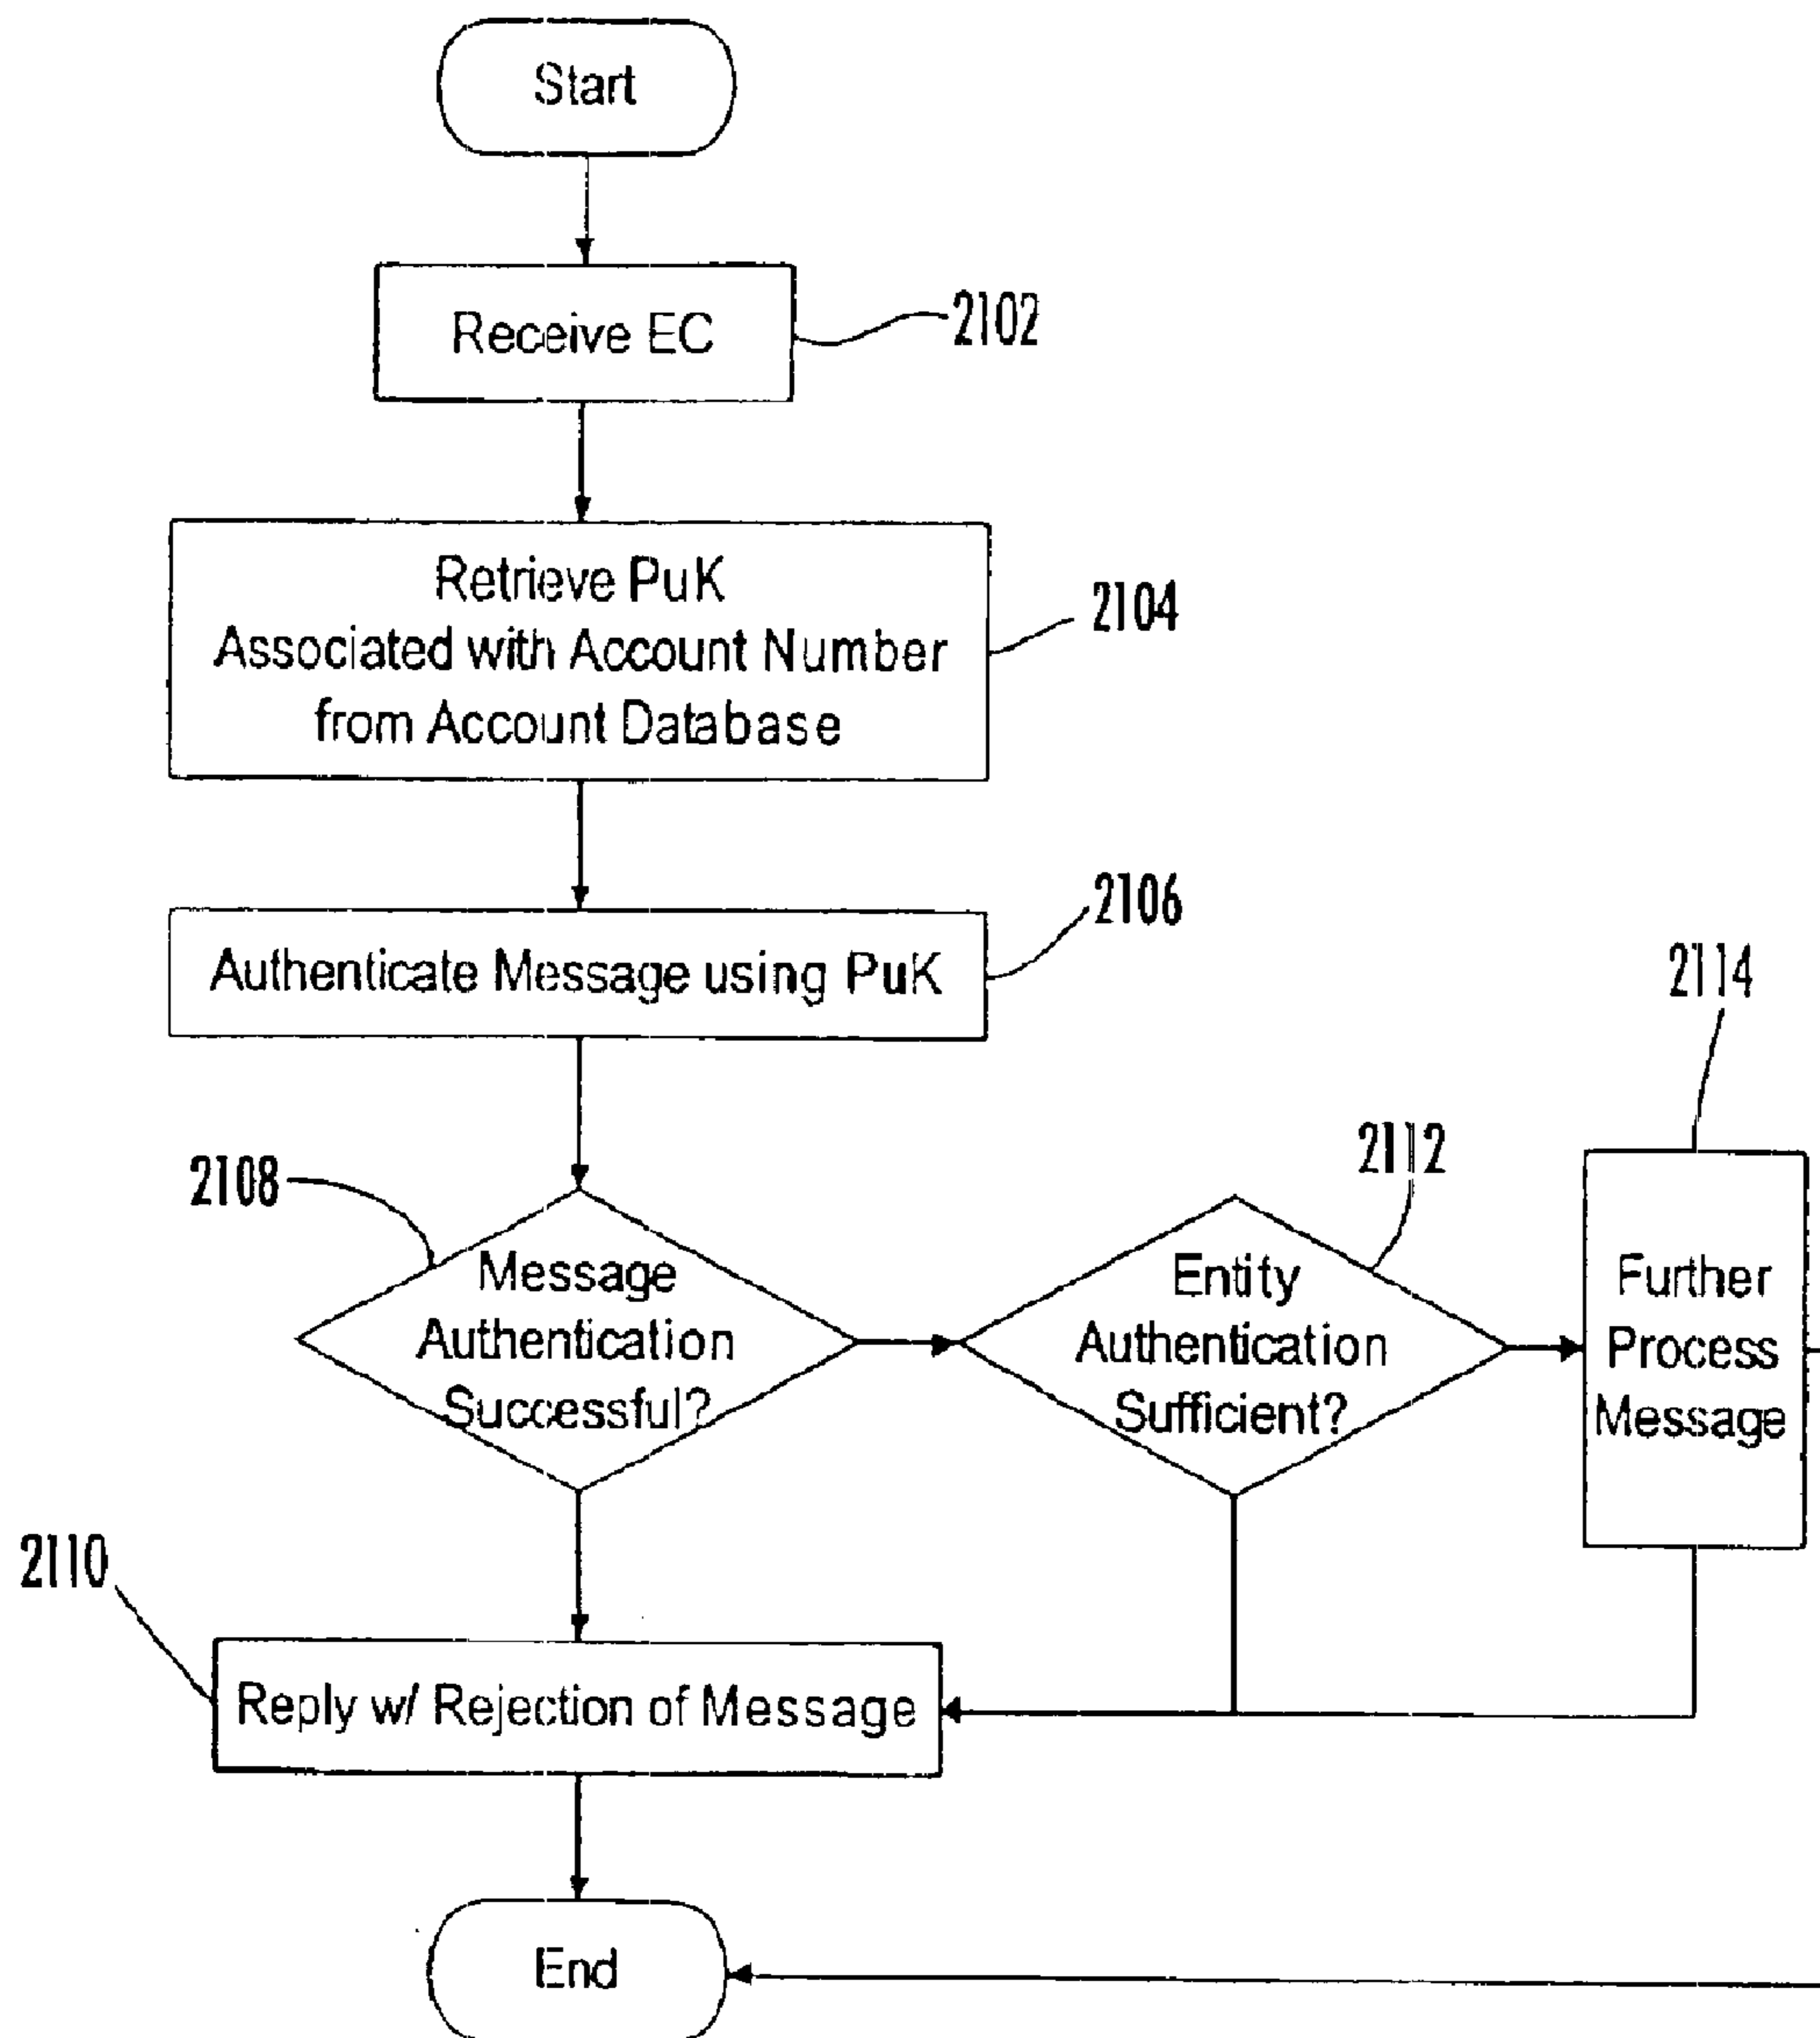 Start
Receive EC
2102
Retrieve PuK
Associated with Account Number
from Account Database
2104
Authenticate Message using PuK
2106
2108
Message
Authentication
Successful?
2112
Entity
Authentication
Sufficient?
2114
Further
Process
Message
2110
Reply w/ Rejection of Message
End